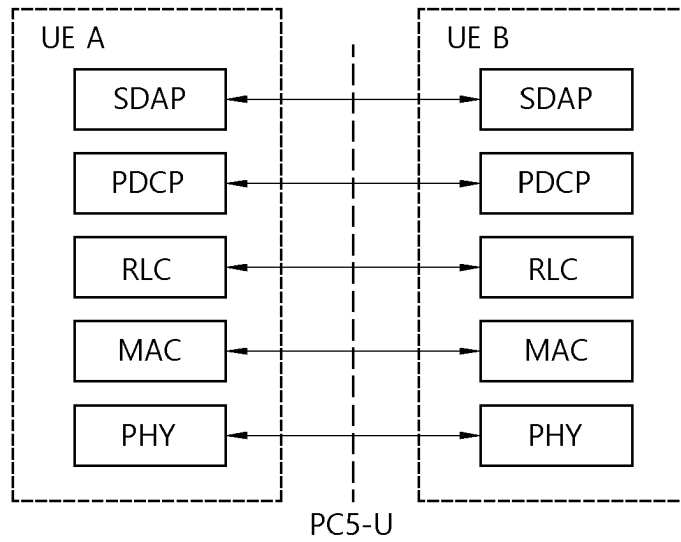 UE A
UE B
SDAP
SDAP
PDCP
PDCP
RLC
RLC
MAC
MAC
PHY
PHY
PC5-U